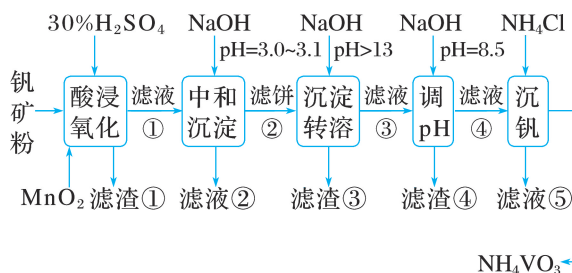 30%H₂SO₄ NaOH NaOH NaOH NH₄Cl
pH=3.0~3.1 pH>13 pH=8.5
钒矿粉 酸浸氧化 滤液① 中和沉淀 滤饼② 沉淀转溶 滤液③ 调pH 滤液④ 沉钒
MnO₂ 滤渣① 滤液② 滤渣③ 滤渣④ 滤液⑤
NH₄VO₃